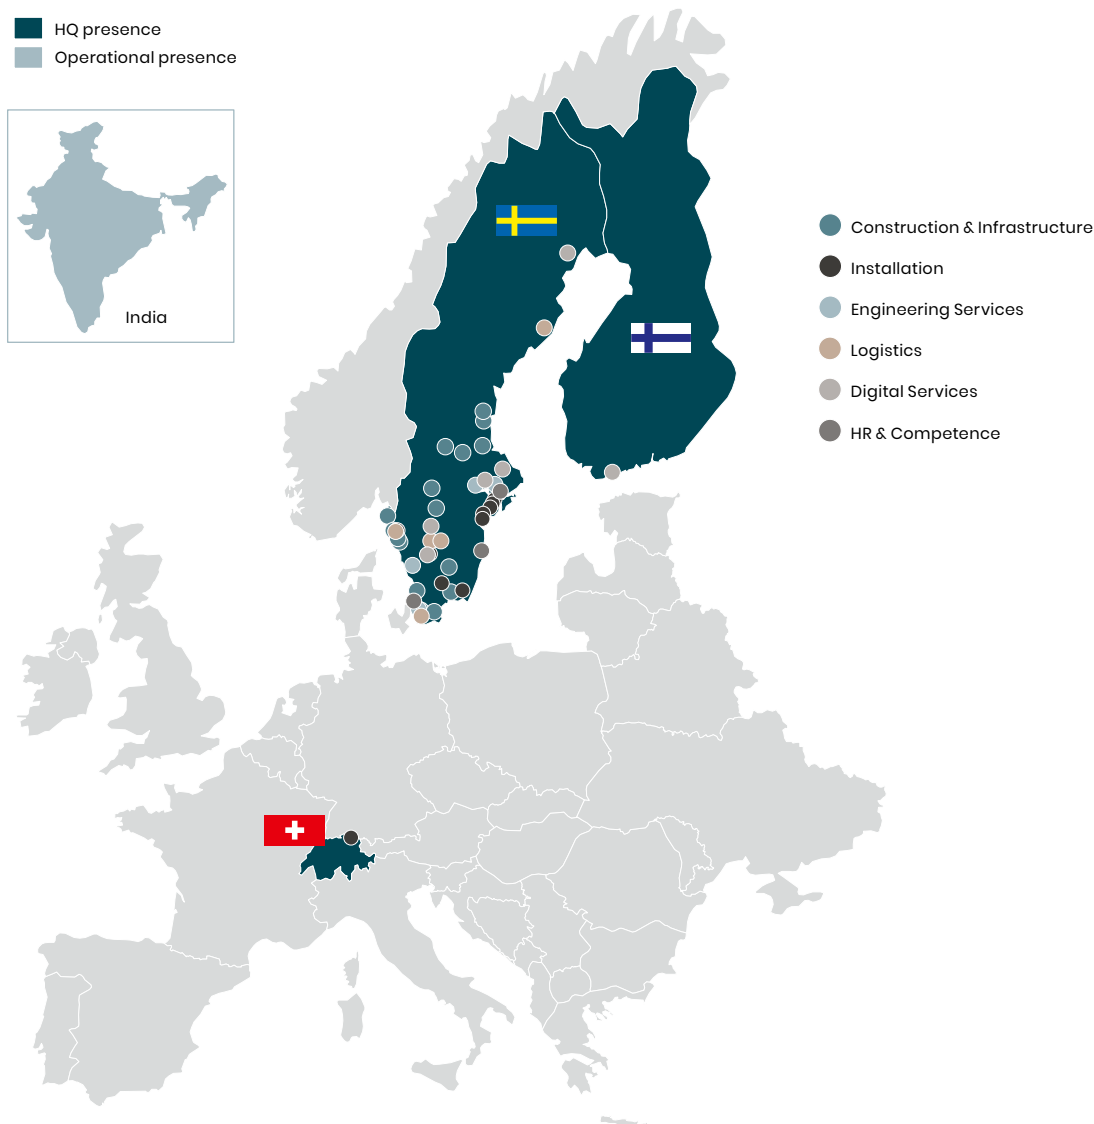 HQ presence
Operational presence
India
Construction & Infrastructure
Installation
Engineering Services
Logistics
Digital Services
HR & Competence